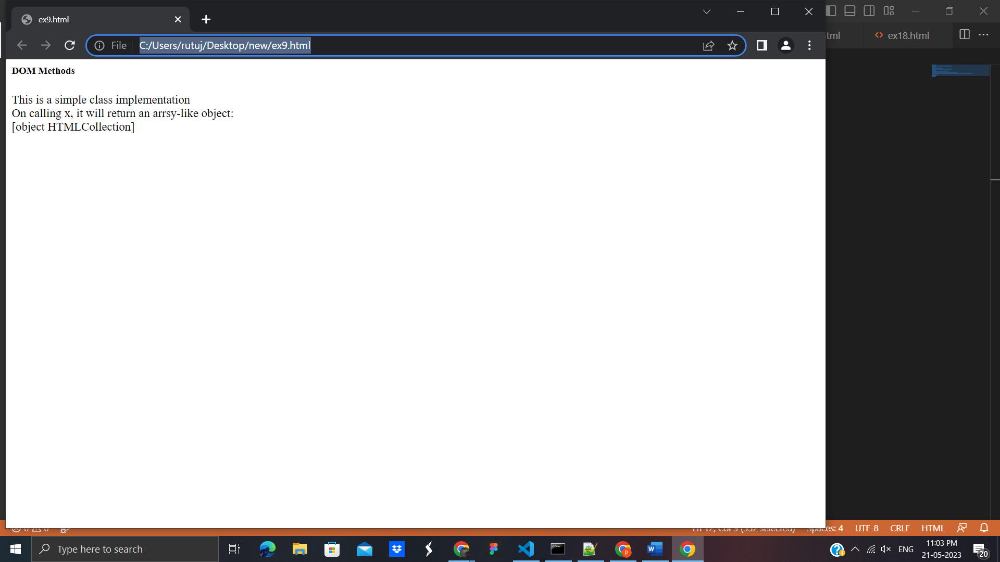 ex9.html
File C:/Users/rutuj/Desktop/new/ex9.html
tml
ex18.html
DOM Methods
This is a simple class implementation
On calling x, it will return an arrsy-like object:
[object HTMLCollection]
Spaces: 4 UTF-8 CRLF HTML
Type here to search
ENG
11:03 PM
21-05-2023
20